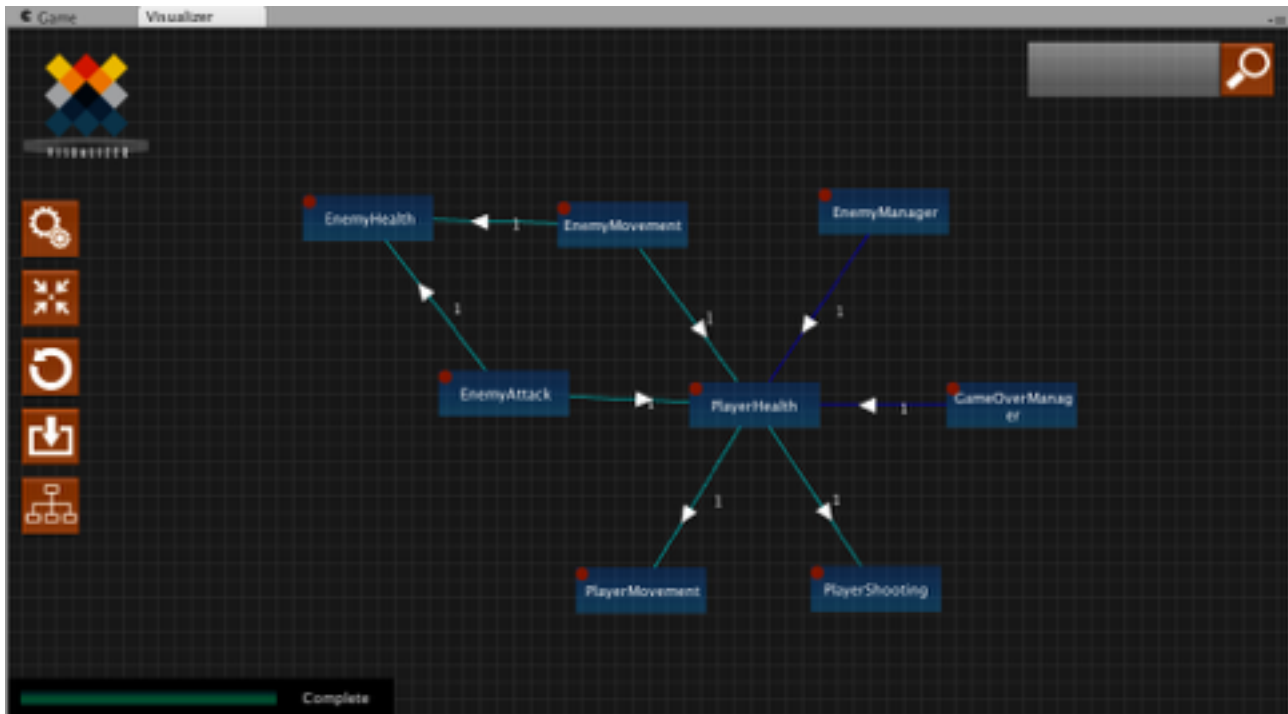 Game
Visualizer
VISUALIZER
EnemyHealth
1
EnemyMovement
EnemyManager
1
1
1
EnemyAttack
1
PlayerHealth
1
GameOverManag
er
1
1
PlayerMovement
PlayerShooting
Complete